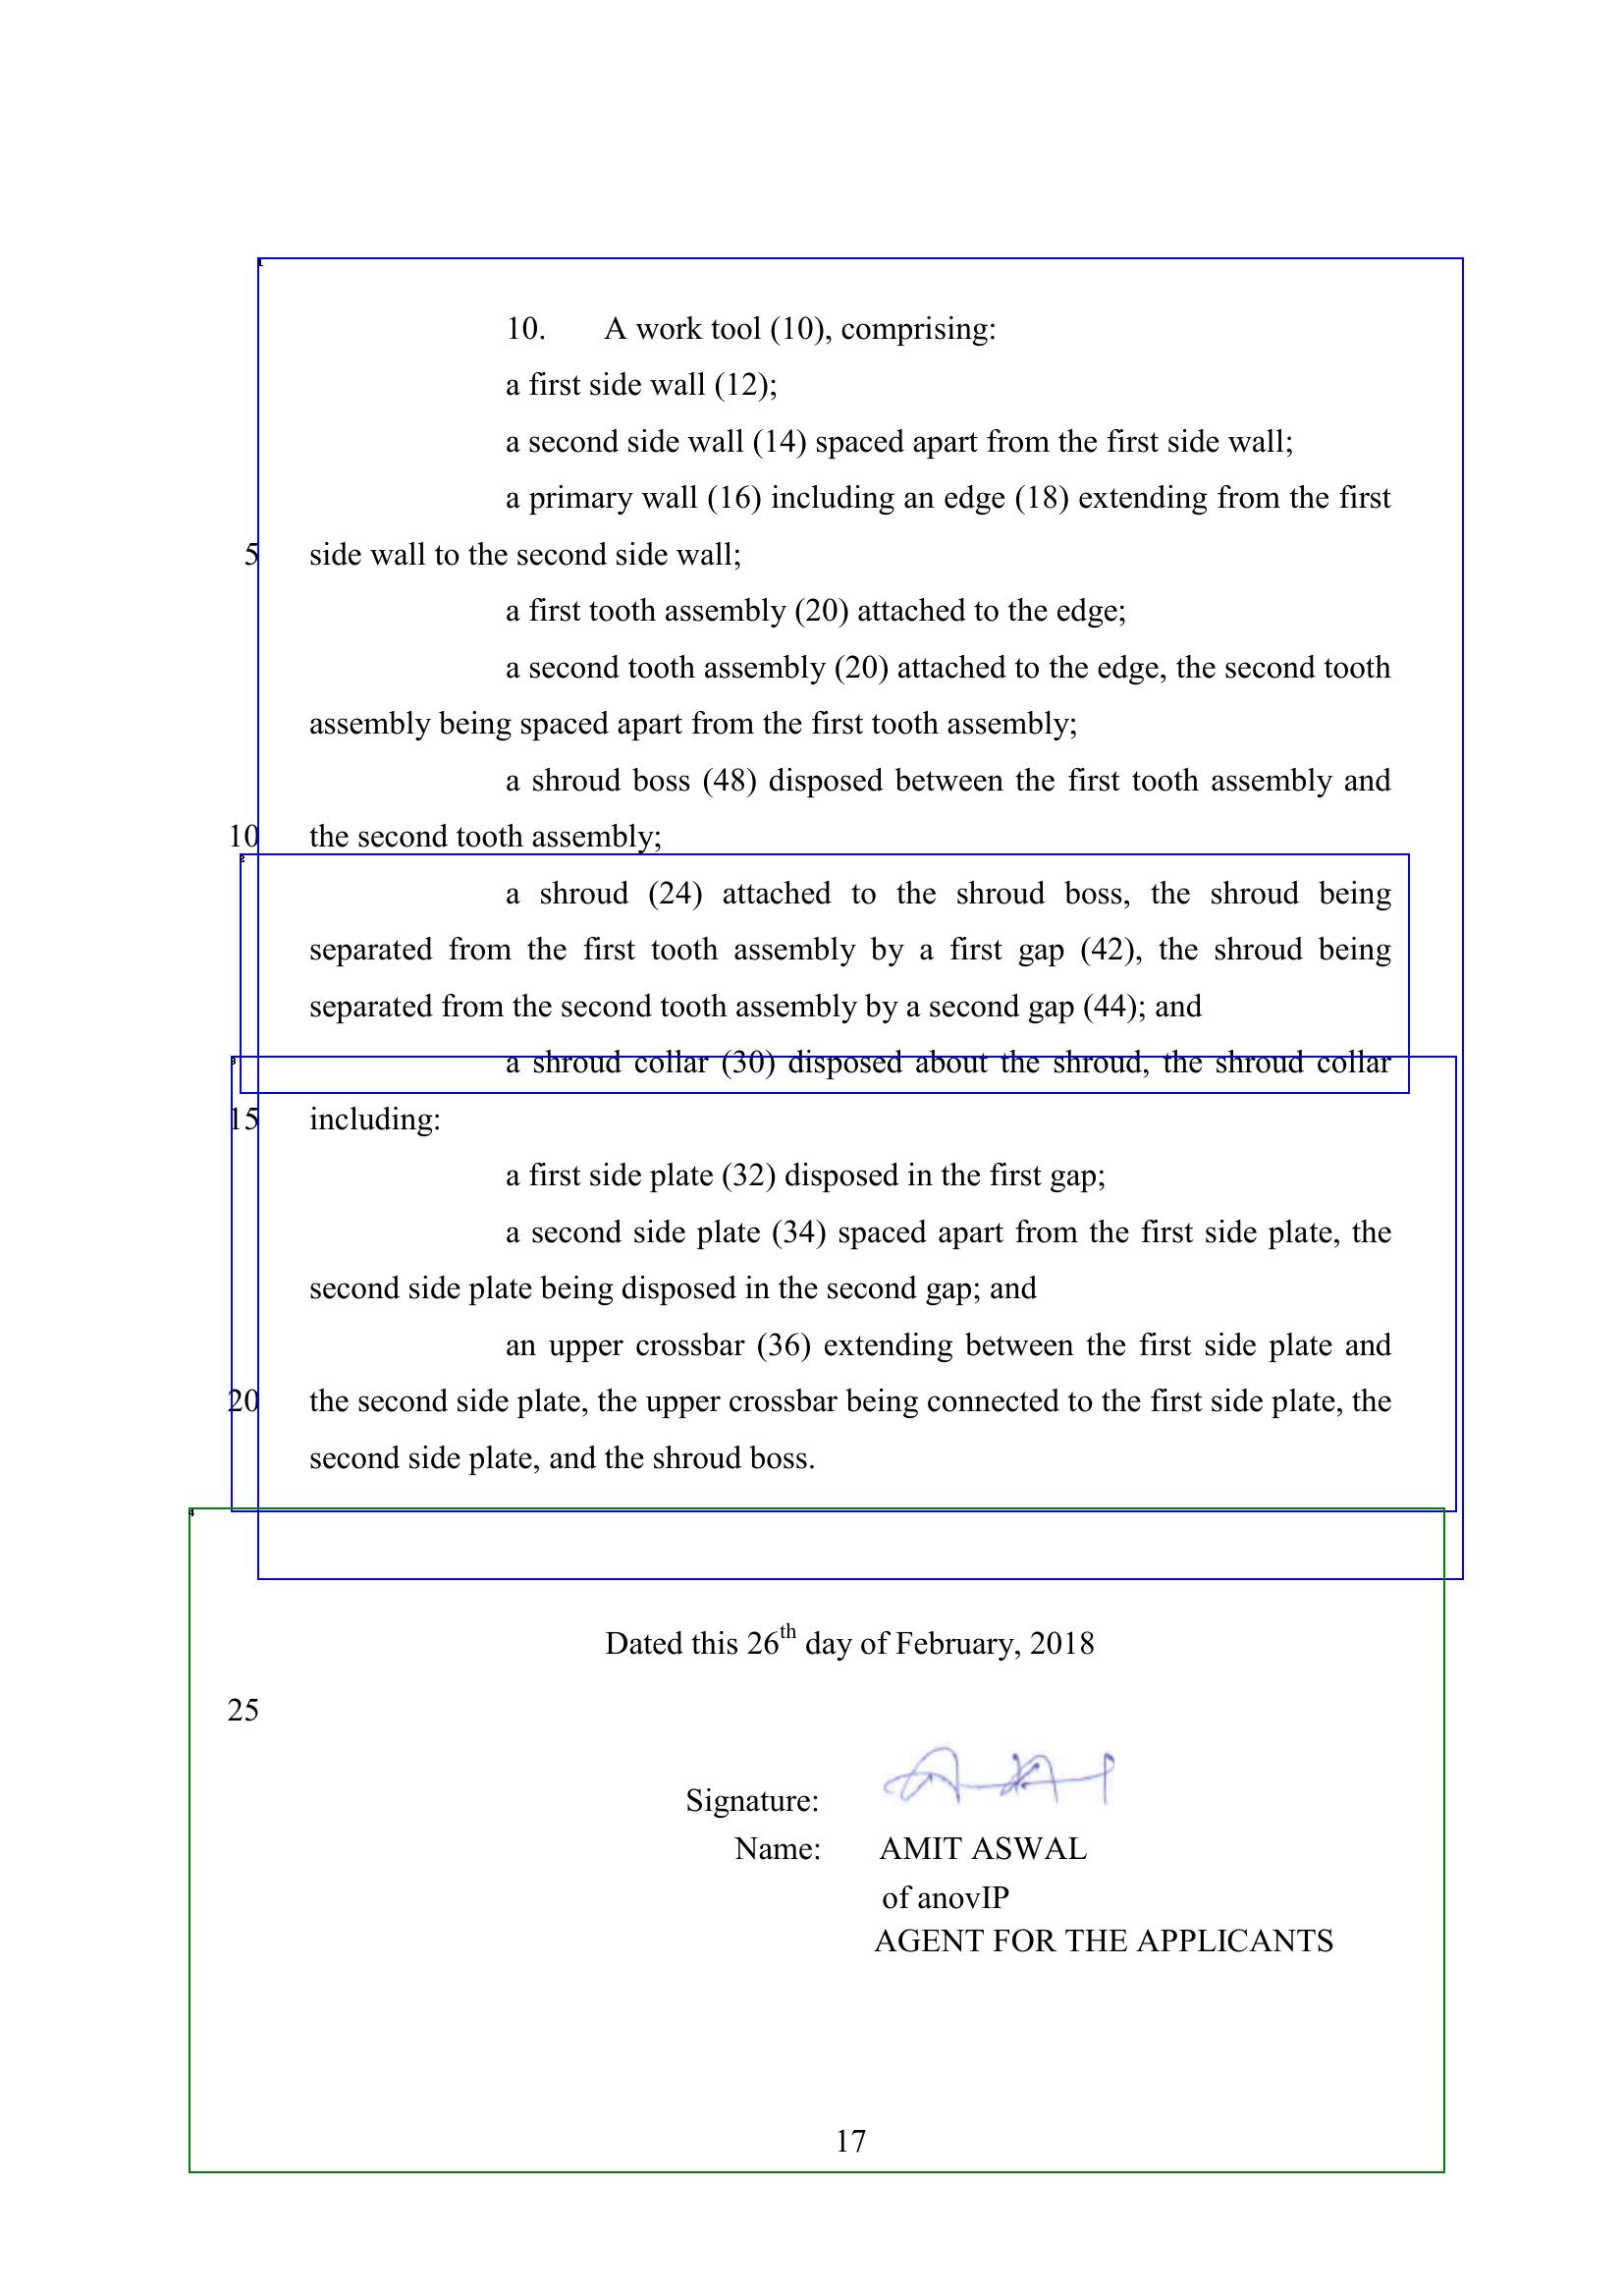 10. A work tool (10), comprising:
a first side wall (12);
a second side wall (14) spaced apart from the first side wall;
a primary wall (16) including an edge (18) extending from the first
5 side wall to the second side wall;
a first tooth assembly (20) attached to the edge;
a second tooth assembly (20) attached to the edge, the second tooth
assembly being spaced apart from the first tooth assembly;
a shroud boss (48) disposed between the first tooth assembly and
10 the second tooth assembly;
a shroud (24) attached to the shroud boss, the shroud being
separated from the first tooth assembly by a first gap (42), the shroud being
separated from the second tooth assembly by a second gap (44); and
a shroud collar (30) disposed about the shroud, the shroud collar
15 including:
a first side plate (32) disposed in the first gap;
a second side plate (34) spaced apart from the first side plate, the
second side plate being disposed in the second gap; and
an upper crossbar (36) extending between the first side plate and
20 the second side plate, the upper crossbar being connected to the first side plate, the
second side plate, and the shroud boss.
Dated this 26th day of February, 2018
25
Signature:
Name: AMIT ASWAL
of anovIP
AGENT FOR THE APPLICANTS
17